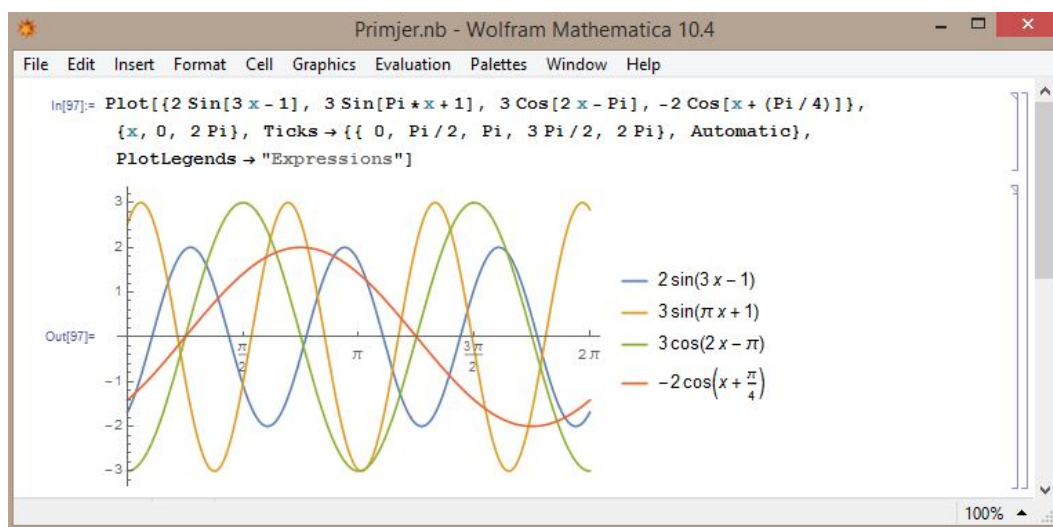 Primjer.nb - Wolfram Mathematica 10.4
File Edit Insert Format Cell Graphics Evaluation Palettes Window Help
In[97]:= Plot[{2 Sin[3 x - 1], 3 Sin[Pi * x + 1], 3 Cos[2 x - Pi], -2 Cos[x + (Pi / 4)]},
{x, 0, 2 Pi}, Ticks → {{ 0, Pi / 2, Pi, 3 Pi / 2, 2 Pi}, Automatic},
PlotLegends → "Expressions"]
Out[97]=
3
2
1
-1
-2
-3
π/2
π
3π/2
2π
2 sin(3 x - 1)
3 sin(π x + 1)
3 cos(2 x - π)
-2 cos(x + π/4)
100%